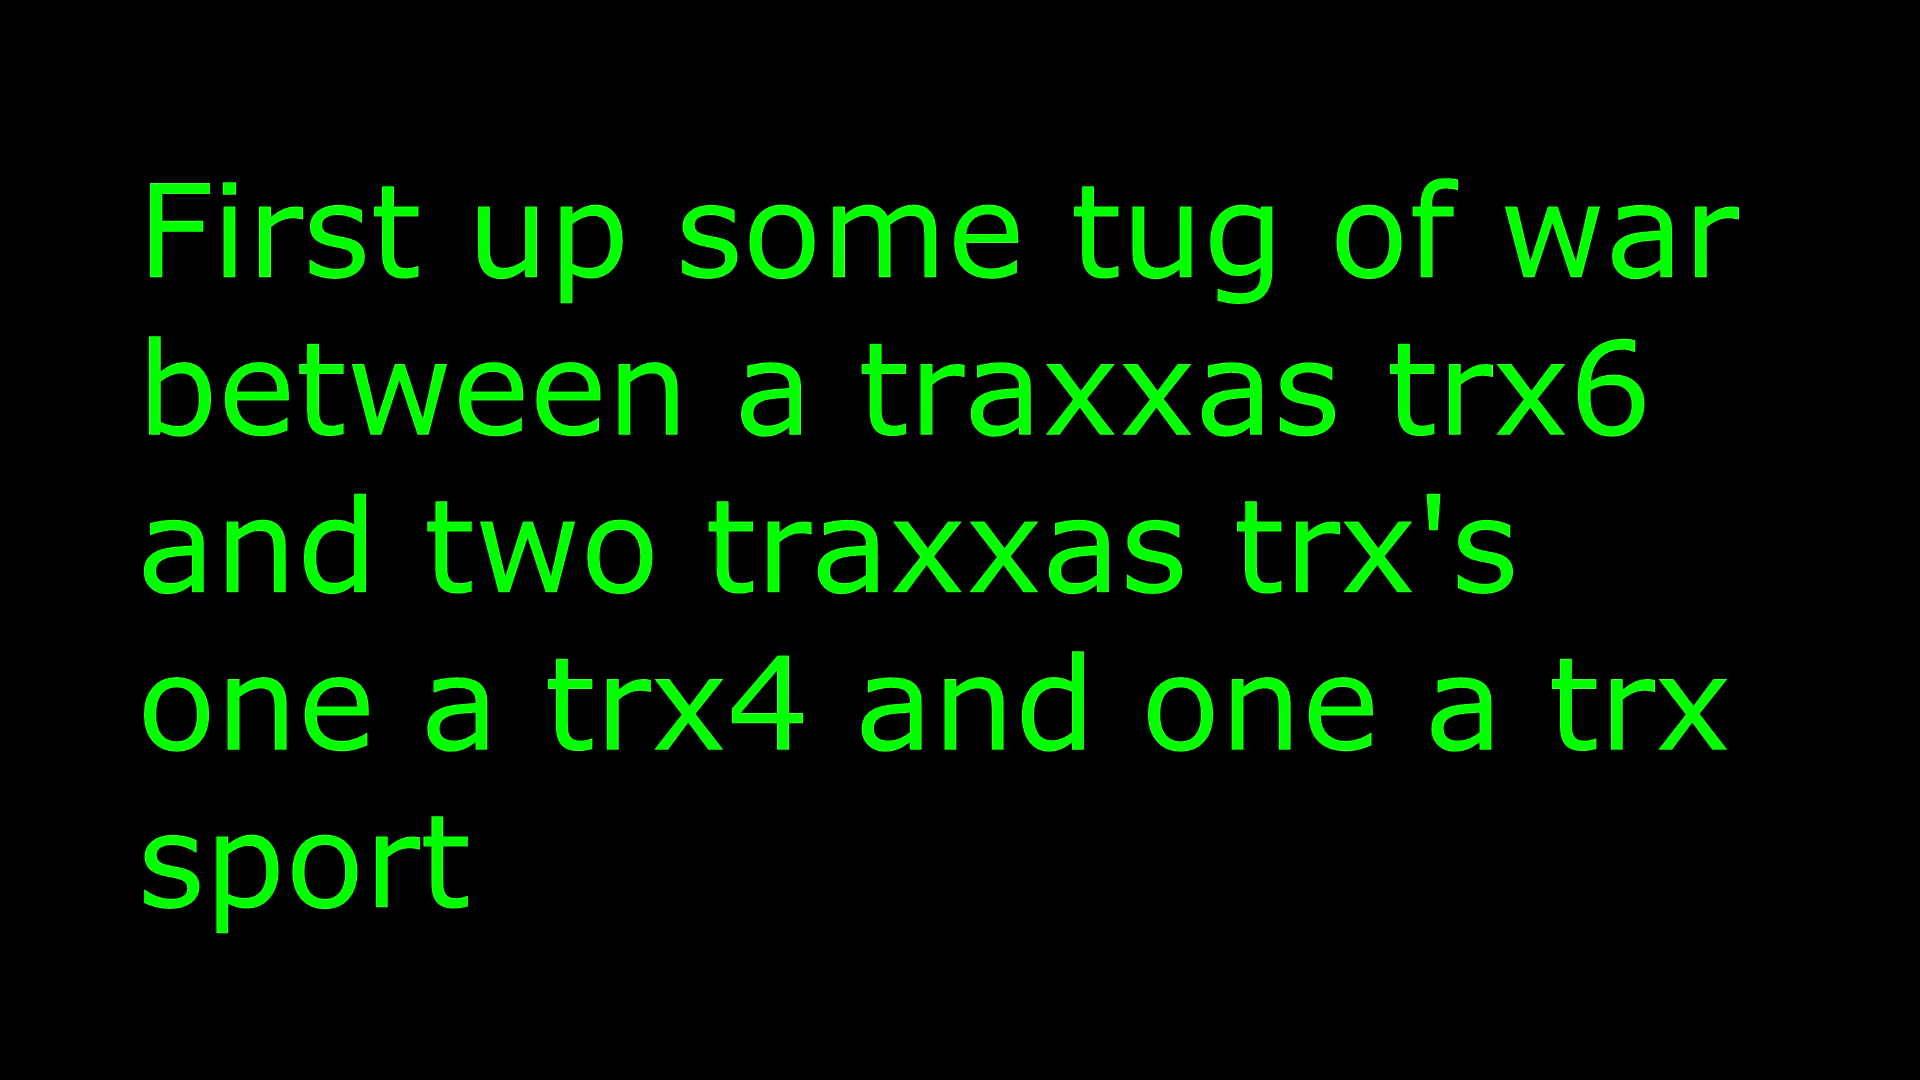 First up some tug of war
between a traxxas trx6
and two traxxas trx's
one a trx4 and one a trx
sport